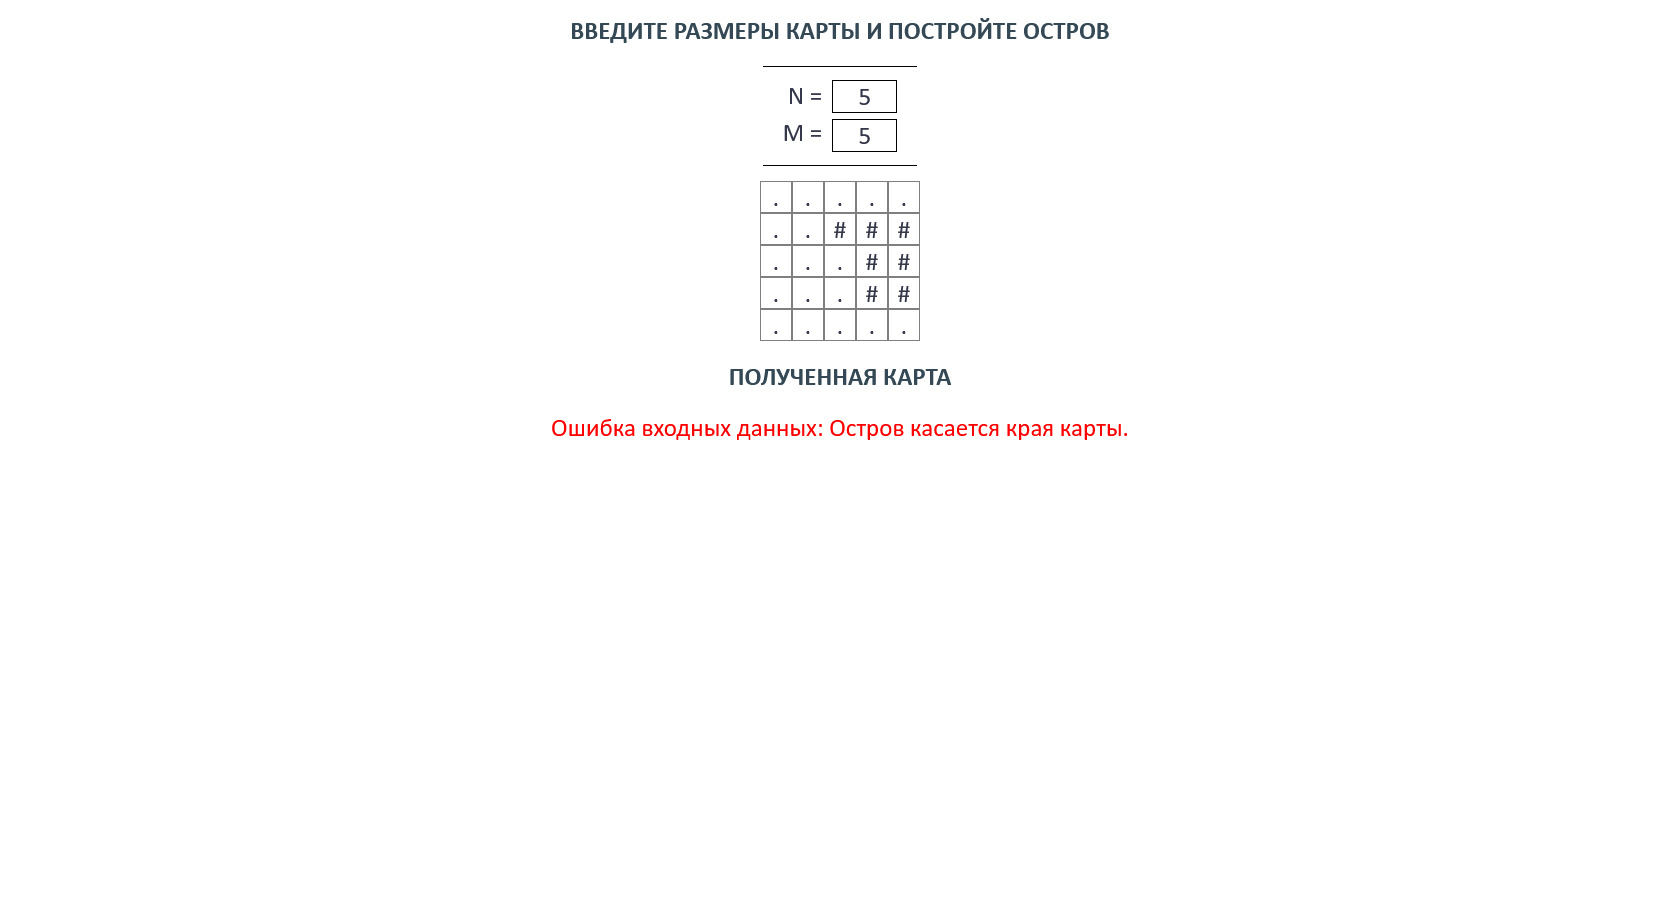 ВВЕДИТЕ РАЗМЕРЫ КАРТЫ И ПОСТРОЙТЕ ОСТРОВ
N = 5
M = 5
. . . . .
. . # # #
. . . # #
. . . # #
. . . . .
ПОЛУЧЕННАЯ КАРТА
Ошибка входных данных: Остров касается края карты.